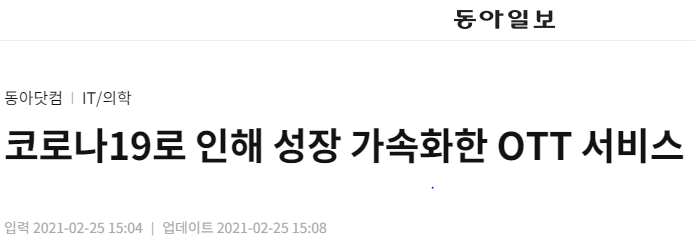 동아일보
동아닷컴 | IT/의학
코로나19로 인해 성장 가속화한 OTT 서비스
입력 2021-02-25 15:04 | 업데이트 2021-02-25 15:08